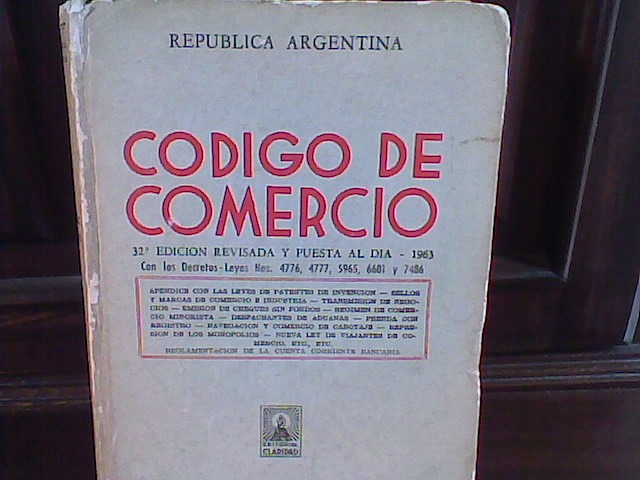 REPUBLICA ARGENTINA
CODIGO DE
COMERCIO
32º EDICION REVISADA Y PUESTA AL DIA - 1963
Con los Decretos-Leyes Nos. 4776, 4777, 5965, 6601 y 7486
APENDICE CON LAS LEYES DE PATENTES DE INVENCION — SELLOS
Y MARCAS DE COMERCIO E INDUSTRIA — TRANSMISION DE NEGO-
CIOS — EMISION DE CHEQUES SIN FONDOS — REGIMEN DE COMER-
CIO MINORISTA — DESPACHANTES DE ADUANAS — PRENDA CON
REGISTRO — NAVEGACION Y COMERCIO DE CABOTAJE — REPRE-
SION DE LOS MONOPOLIOS — NUEVA LEY DE VIAJANTES DE CO-
MERCIO, ETC., ETC.
REGLAMENTACION DE LA CUENTA CORRIENTE BANCARIA
EDITORIAL
CLARIDAD